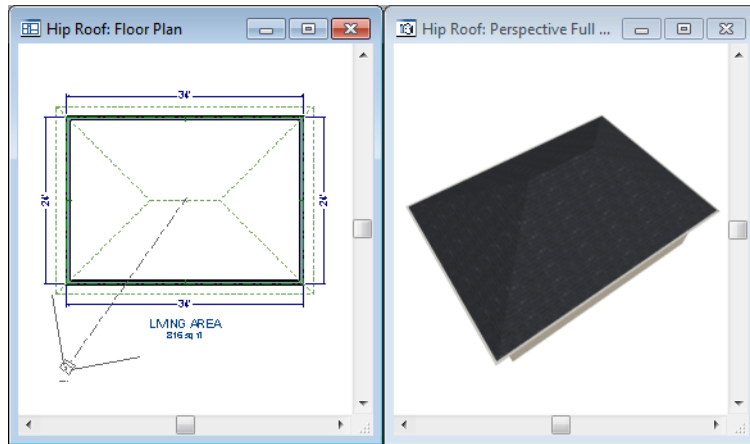 Hip Roof: Floor Plan
Hip Roof: Perspective Full ...
34'
24'
24'
34'
LIVING AREA
816 sq ft